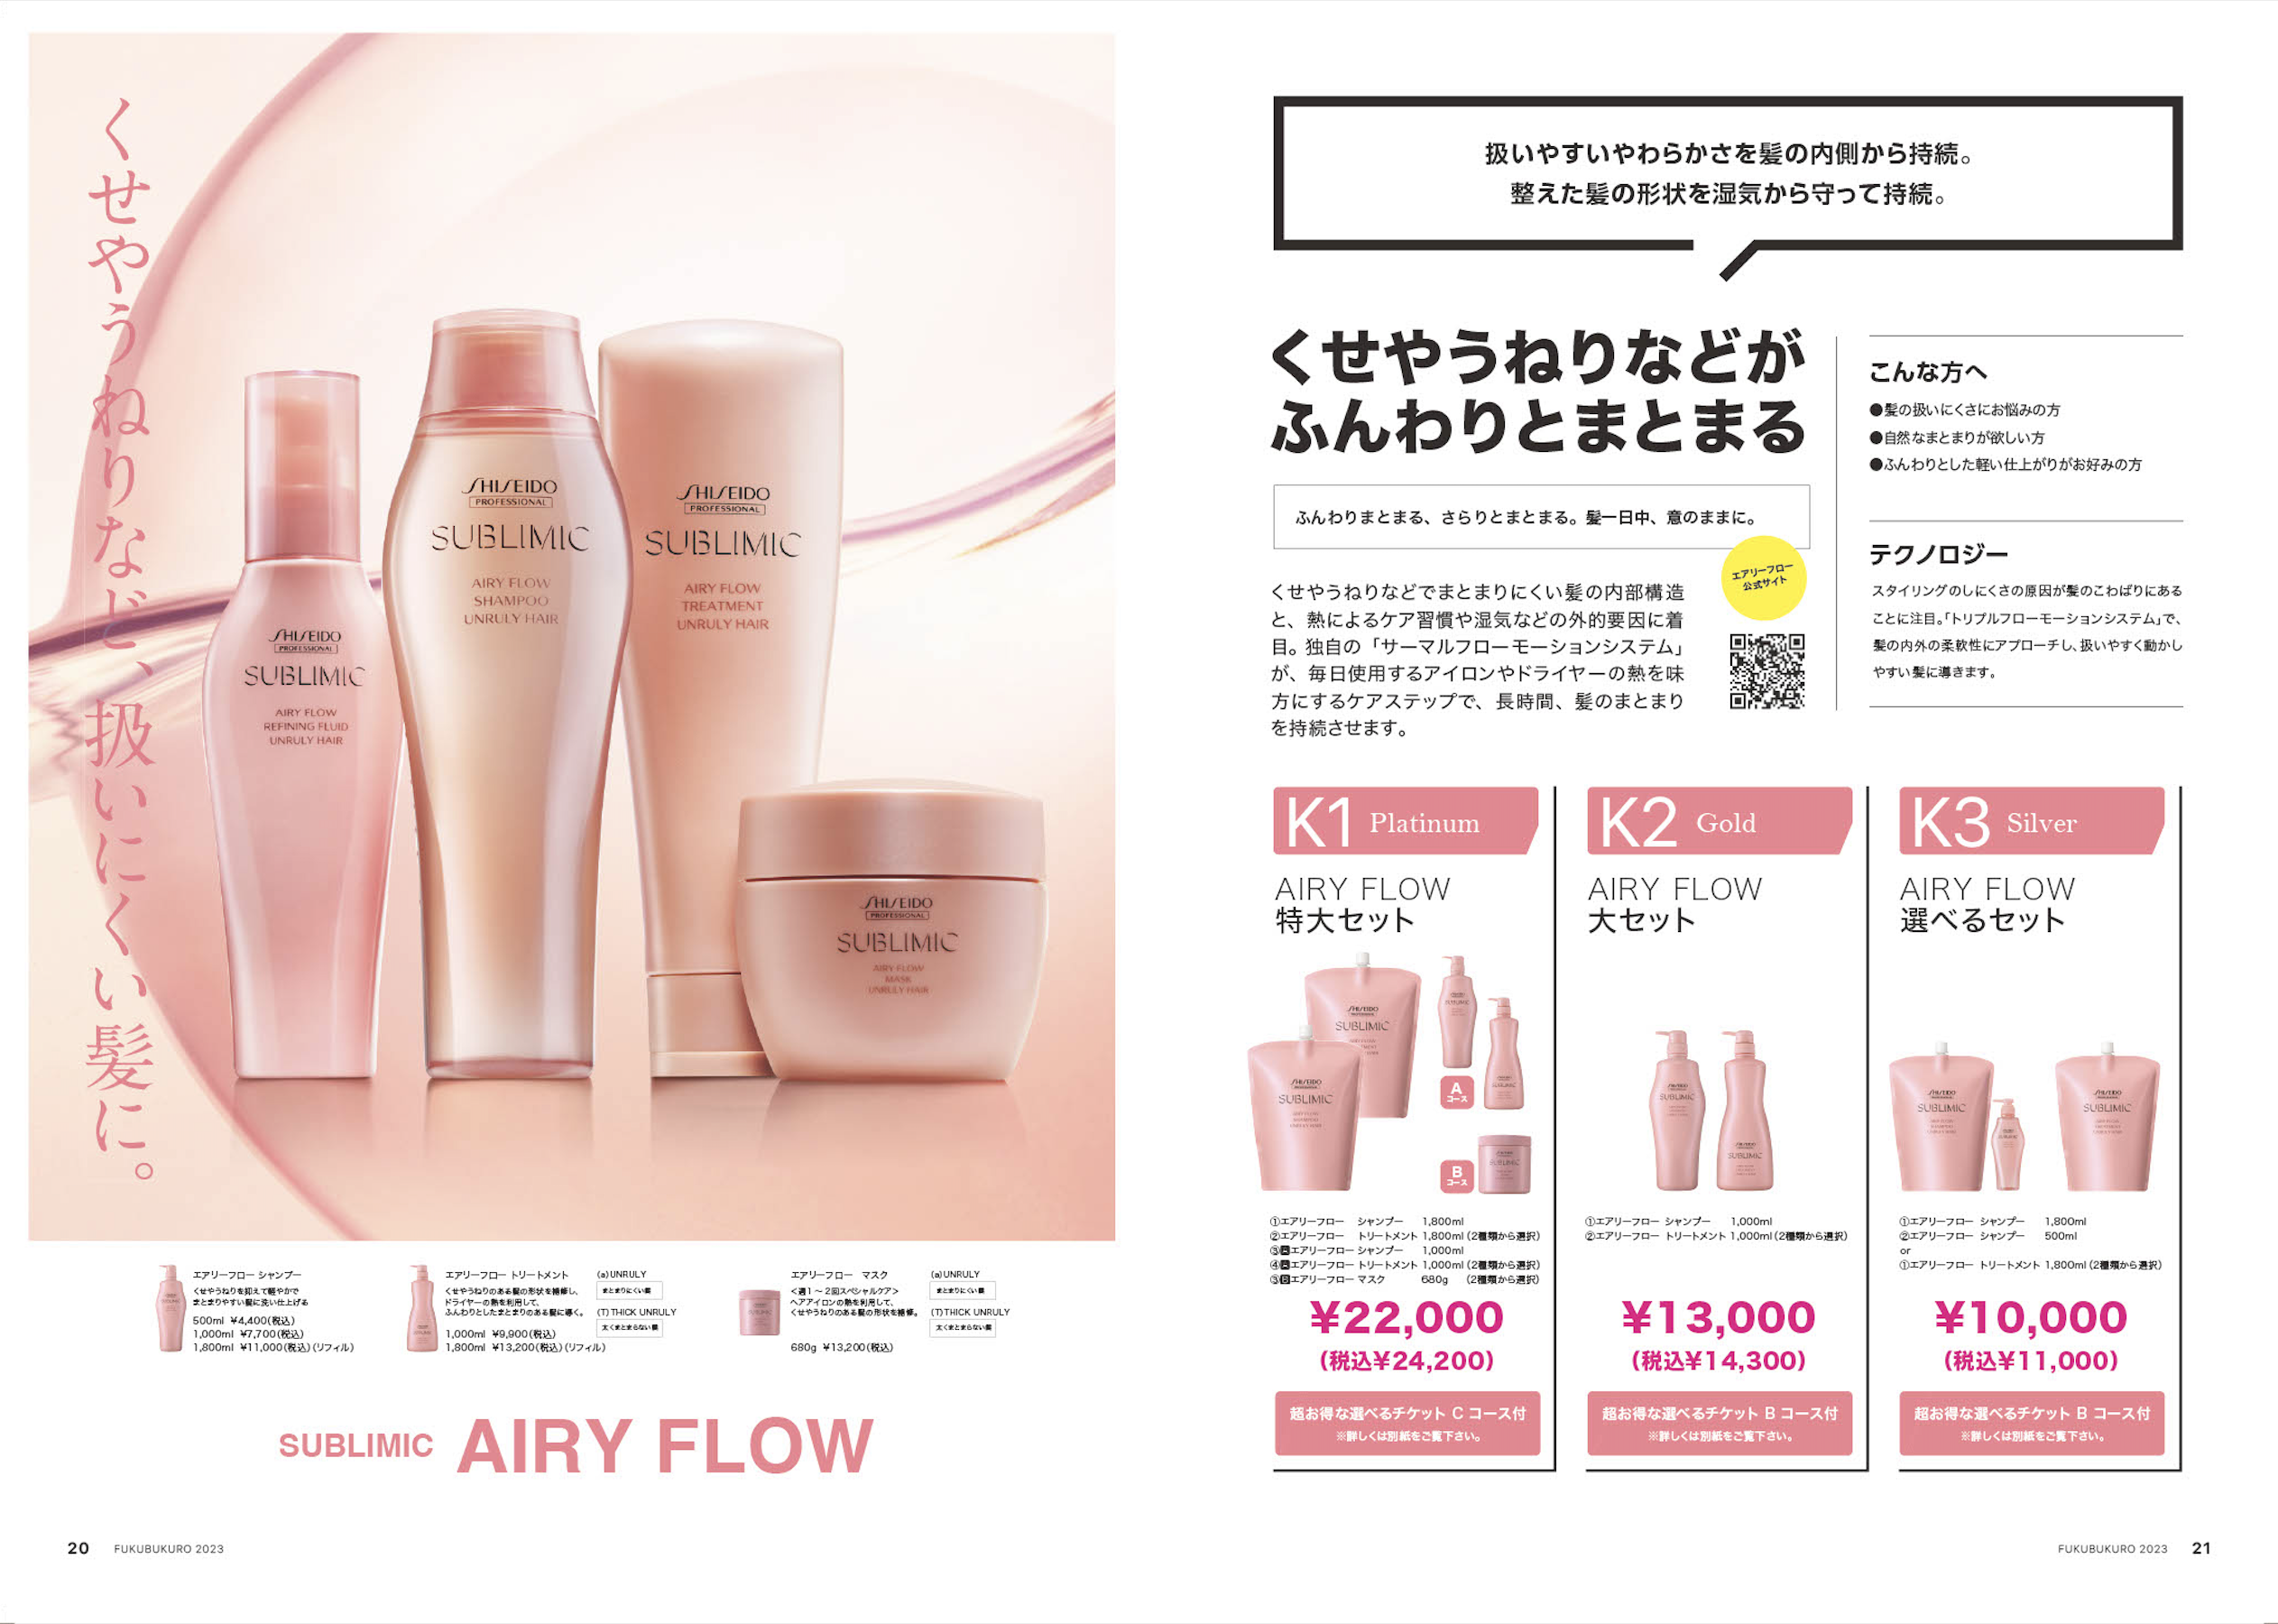 くせやうねりなど、扱いにくい髪に。
SHISEIDO
PROFESSIONAL
SUBLIMIC
AIRY FLOW
REFINING FLUID
UNRULY HAIR
SHISEIDO
PROFESSIONAL
SUBLIMIC
AIRY FLOW
SHAMPOO
UNRULY HAIR
SHISEIDO
PROFESSIONAL
SUBLIMIC
AIRY FLOW
TREATMENT
UNRULY HAIR
SHISEIDO
PROFESSIONAL
SUBLIMIC
AIRY FLOW
MASK
UNRULY HAIR
エアリーフロー シャンプー
くせやうねりを抑えて軽やかで
まとまりやすい髪に洗い仕上げる
500ml ¥4,400(税込)
1,000ml ¥7,700(税込)
1,800ml ¥11,000(税込)(リフィル)
エアリーフロー トリートメント
くせやうねりのある髪の形状を補修し、
ドライヤーの熱を利用して、
ふんわりとしたまとまりのある髪に導く。
1,000ml ¥9,900(税込)
1,800ml ¥13,200(税込)(リフィル)
(a)UNRULY
まとまりにくい髪
(T)THICK UNRULY
太くまとまらない髪
エアリーフロー マスク
<週1～2回スペシャルケア>
ヘアアイロンの熱を利用して、
くせやうねりのある髪の形状を補修。
680g ¥13,200(税込)
(a)UNRULY
まとまりにくい髪
(T)THICK UNRULY
太くまとまらない髪
SUBLIMIC AIRY FLOW
20 FUKUBUKURO 2023
扱いやすいやわらかさを髪の内側から持続。
整えた髪の形状を湿気から守って持続。
くせやうねりなどが
ふんわりとまとまる
ふんわりまとまる、さらりとまとまる。髪一日中、意のままに。
エアリーフロー
公式サイト
くせやうねりなどでまとまりにくい髪の内部構造
と、熱によるケア習慣や湿気などの外的要因に着
目。独自の「サーマルフローモーションシステム」
が、毎日使用するアイロンやドライヤーの熱を味
方にするケアステップで、長時間、髪のまとまり
を持続させます。
こんな方へ
●髪の扱いにくさにお悩みの方
●自然なまとまりが欲しい方
●ふんわりとした軽い仕上がりがお好みの方
テクノロジー
スタイリングのしにくさの原因が髪のこわばりにある
ことに注目。「トリプルフローモーションシステム」で、
髪の内外の柔軟性にアプローチし、扱いやすく動かし
やすい髪に導きます。
K1 Platinum
AIRY FLOW
特大セット
SHISEIDO
SUBLIMIC
SHISEIDO
SUBLIMIC
A
コース
B
コース
①エアリーフロー シャンプー 1,800ml
②エアリーフロー トリートメント 1,800ml (2種類から選択)
③Aエアリーフロー シャンプー 1,000ml
④Aエアリーフロー トリートメント 1,000ml (2種類から選択)
③Bエアリーフロー マスク 680g (2種類から選択)
¥22,000
(税込¥24,200)
超お得な選べるチケット C コース付
※詳しくは別紙をご覧下さい。
K2 Gold
AIRY FLOW
大セット
SUBLIMIC
SUBLIMIC
①エアリーフロー シャンプー 1,000ml
②エアリーフロー トリートメント 1,000ml (2種類から選択)
¥13,000
(税込¥14,300)
超お得な選べるチケット B コース付
※詳しくは別紙をご覧下さい。
K3 Silver
AIRY FLOW
選べるセット
SHISEIDO
SUBLIMIC
SHISEIDO
SUBLIMIC
①エアリーフロー シャンプー 1,800ml
②エアリーフロー シャンプー 500ml
or
①エアリーフロー トリートメント 1,800ml (2種類から選択)
¥10,000
(税込¥11,000)
超お得な選べるチケット B コース付
※詳しくは別紙をご覧下さい。
FUKUBUKURO 2023 21